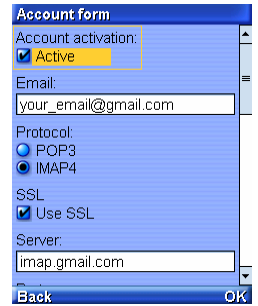 Account form
Account activation:
Active
Email:
your_email@gmail.com
Protocol:
POP3
IMAP4
SSL
Use SSL
Server:
imap.gmail.com
Back OK